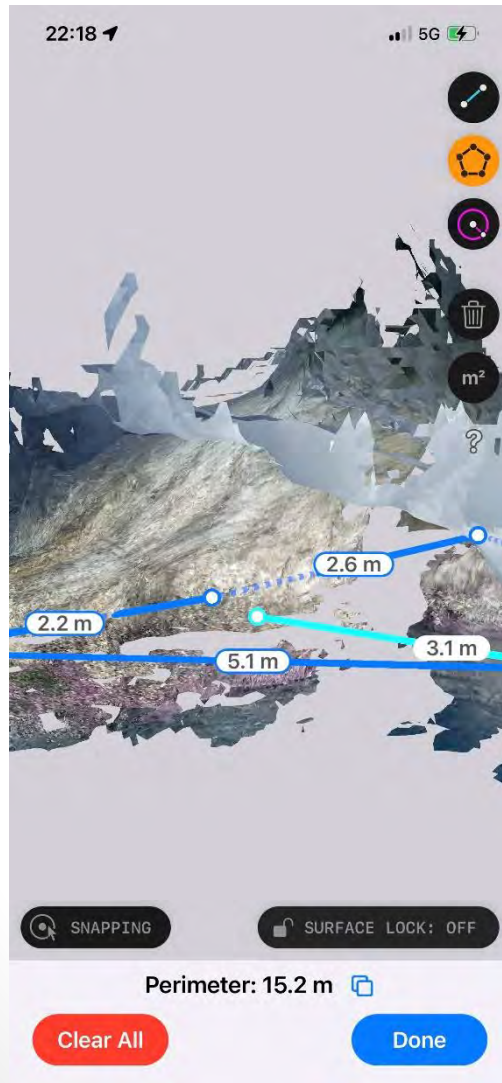 22:18
5G
m²
?
2.6 m
2.2 m
3.1 m
5.1 m
SNAPPING
SURFACE LOCK: OFF
Perimeter: 15.2 m
Clear All
Done